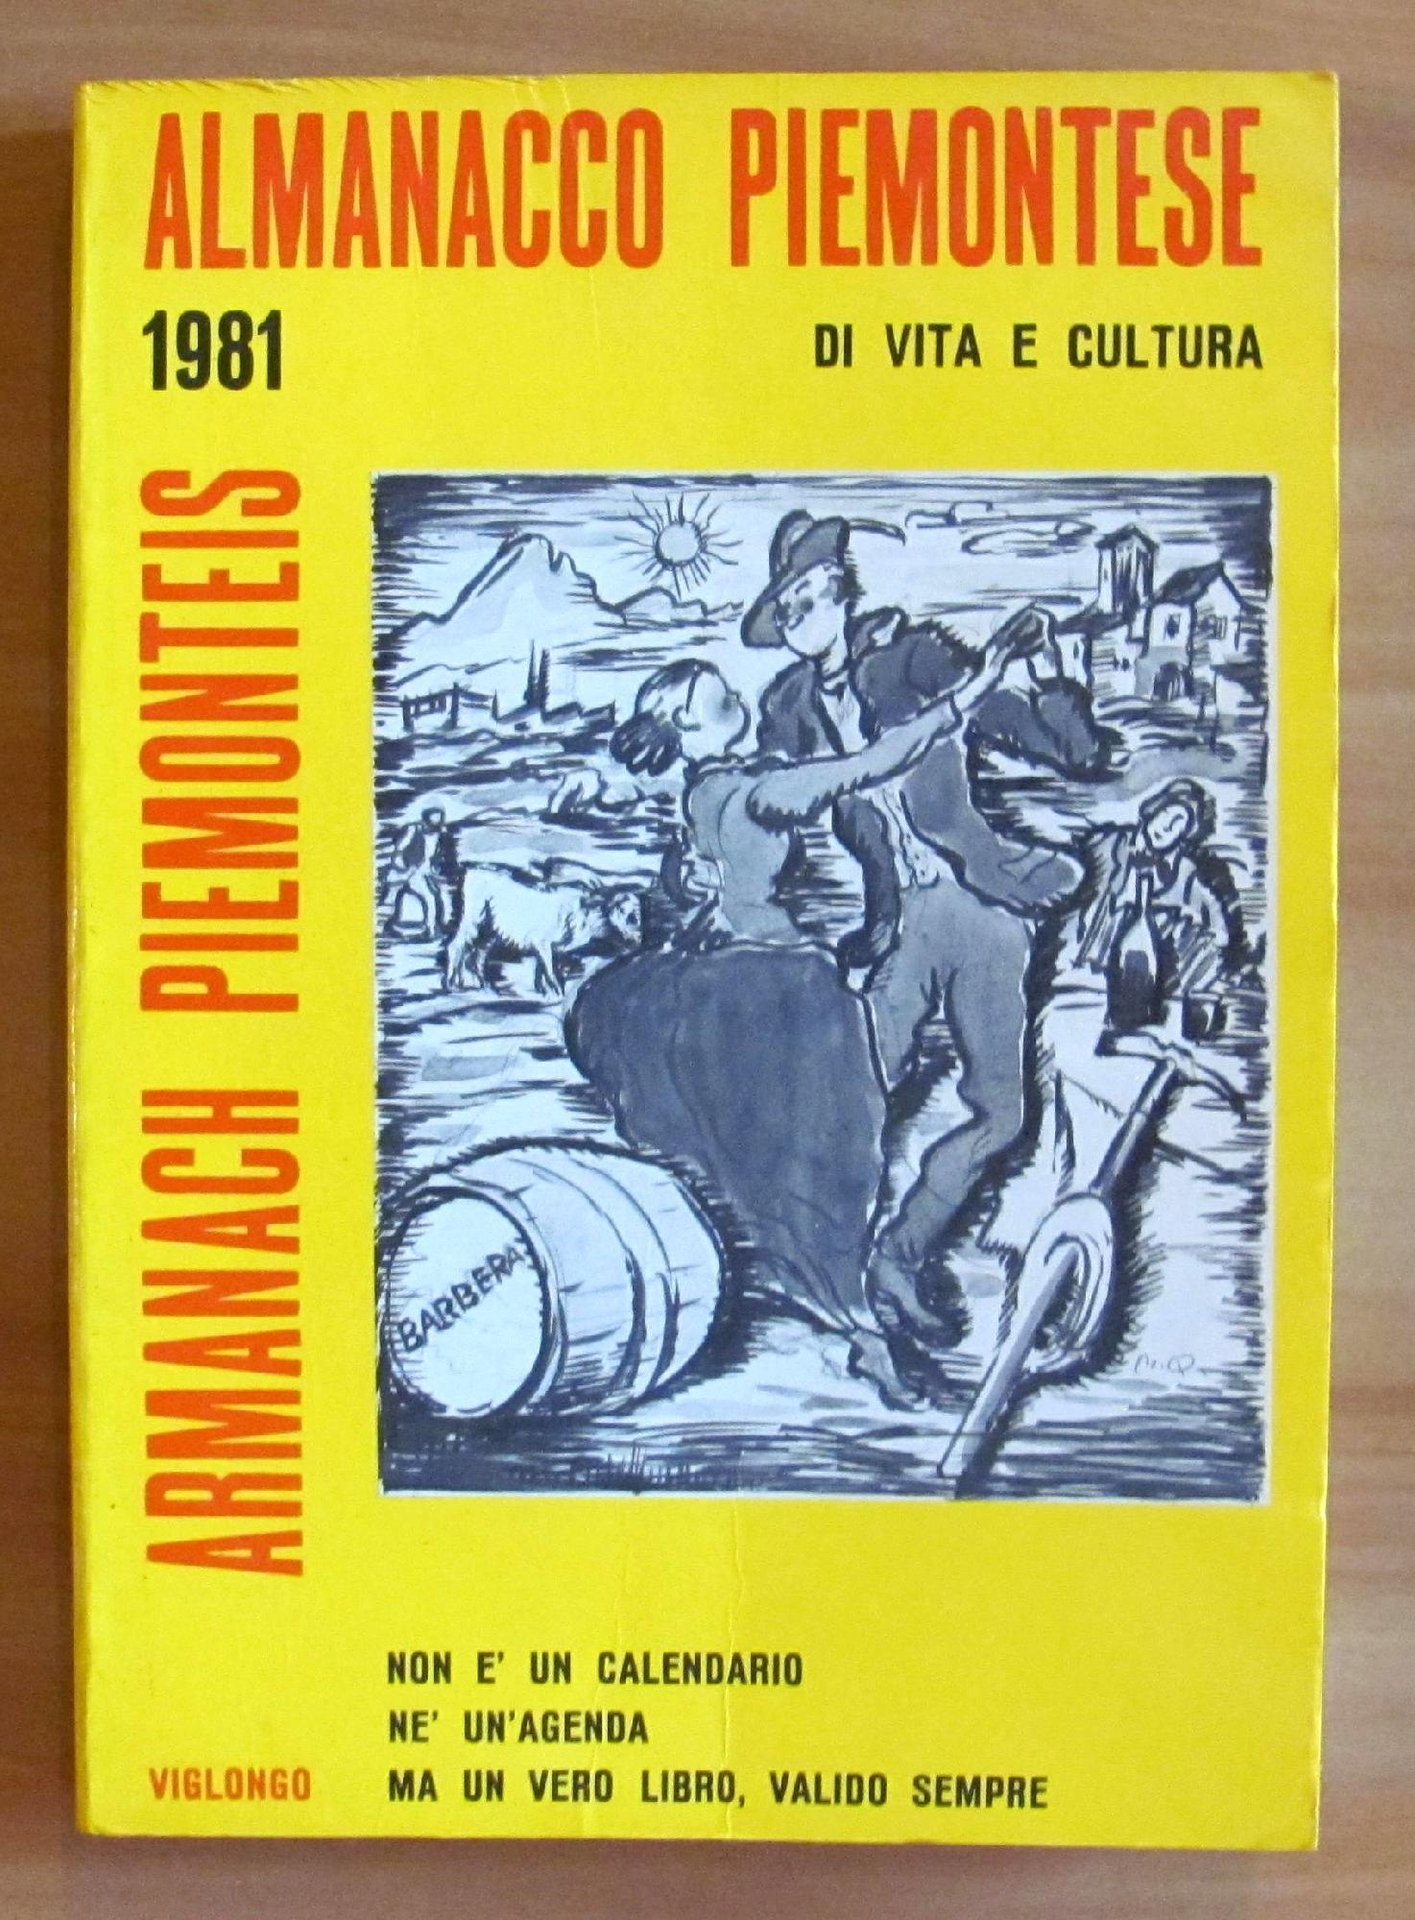 ALMANACCO PIEMONTESE
1981
DI VITA E CULTURA
ARMANACH PIEMONTEIS
BARBERA
NON E' UN CALENDARIO
NE' UN'AGENDA
VIGLONGO
MA UN VERO LIBRO, VALIDO SEMPRE